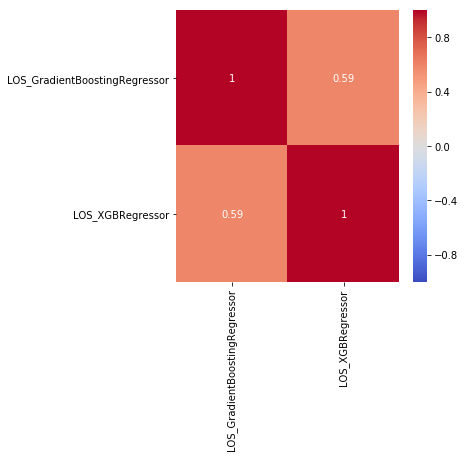 LOS_GradientBoostingRegressor
1
0.59
LOS_XGBRegressor
0.59
1
LOS_GradientBoostingRegressor
LOS_XGBRegressor
0.8
0.4
0.0
−0.4
−0.8